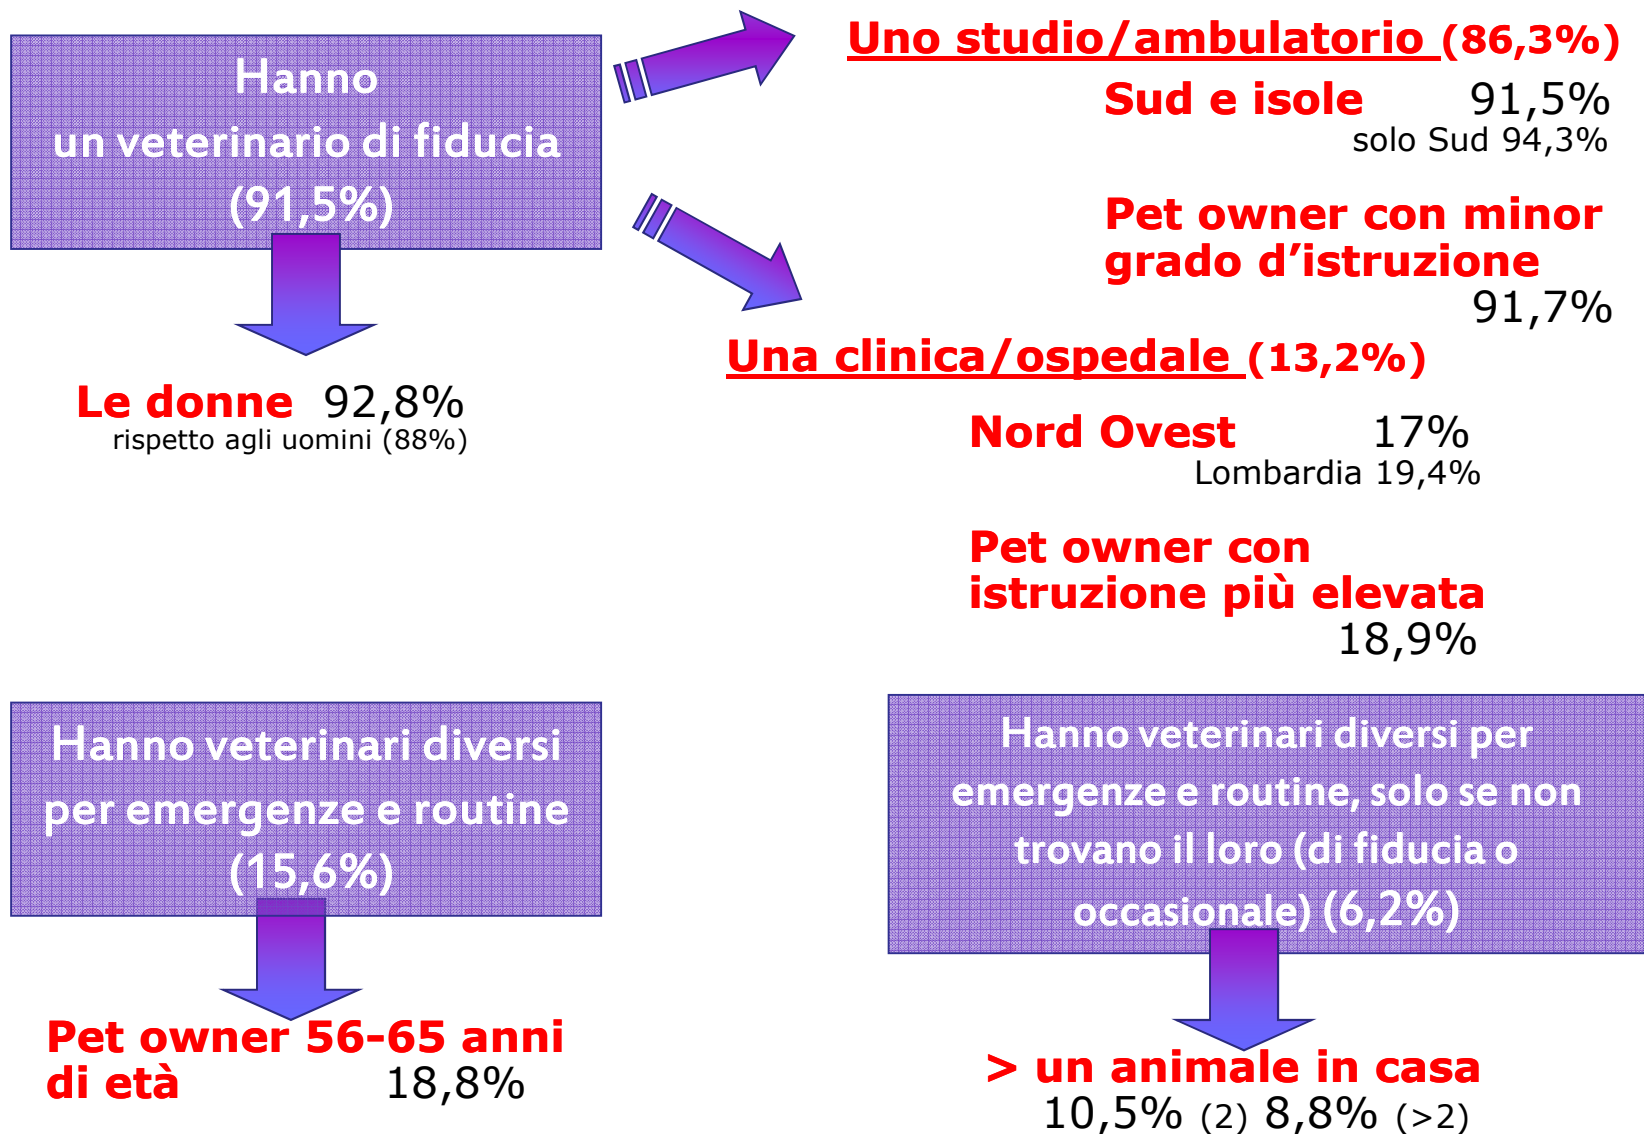 Hanno
un veterinario di fiducia
(91,5%)
Le donne 92,8%
rispetto agli uomini (88%)
Uno studio/ambulatorio (86,3%)
Sud e isole 91,5%
solo Sud 94,3%
Pet owner con minor
grado d’istruzione
91,7%
Una clinica/ospedale (13,2%)
Nord Ovest 17%
Lombardia 19,4%
Pet owner con
istruzione più elevata
18,9%
Hanno veterinari diversi
per emergenze e routine
(15,6%)
Pet owner 56-65 anni
di età 18,8%
Hanno veterinari diversi per
emergenze e routine, solo se non
trovano il loro (di fiducia o
occasionale) (6,2%)
> un animale in casa
10,5% (2) 8,8% (>2)